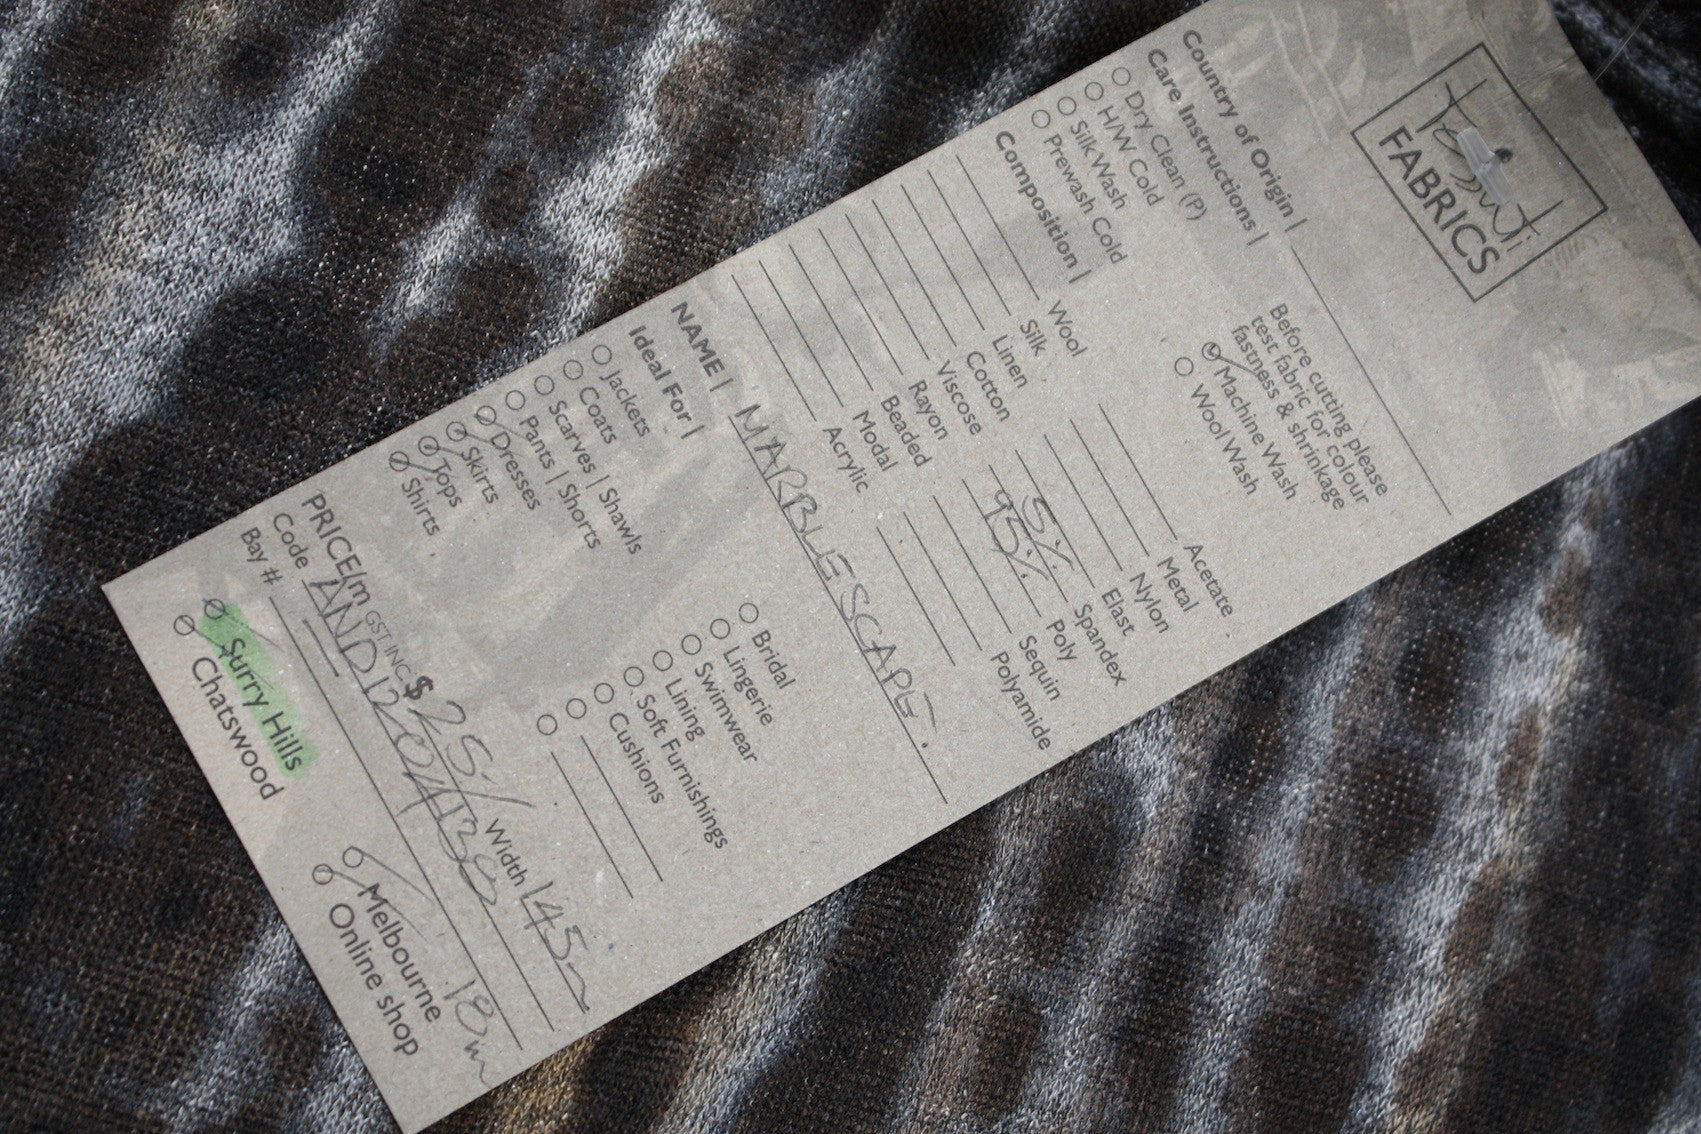 Tessuti
FABRICS
Country of Origin |
Care Instructions |
Dry Clean (P)
H/W Cold
Silk Wash
Prewash Cold
Before cutting please
test fabric for colour
fastness & shrinkage
Machine Wash
Wool Wash
Composition |
Wool
Silk
Linen
Cotton
Viscose
Rayon
Beaded
Modal
Acrylic
Acetate
Metal
Nylon
Elast
5% Spandex
95% Poly
Sequin
Polyamide
NAME | MARBLESCAPE.
Ideal For |
Jackets
Coats
Scarves | Shawls
Dresses
Pants | Shorts
Skirts
Tops
Shirts
Bridal
Lingerie
Swimwear
Lining
Soft Furnishings
Cushions
PRICE/m GST INC $ 25./ Width 145
Code AND1204138
Bay #
Surry Hills
Chatswood
Melbourne 18m
Online shop